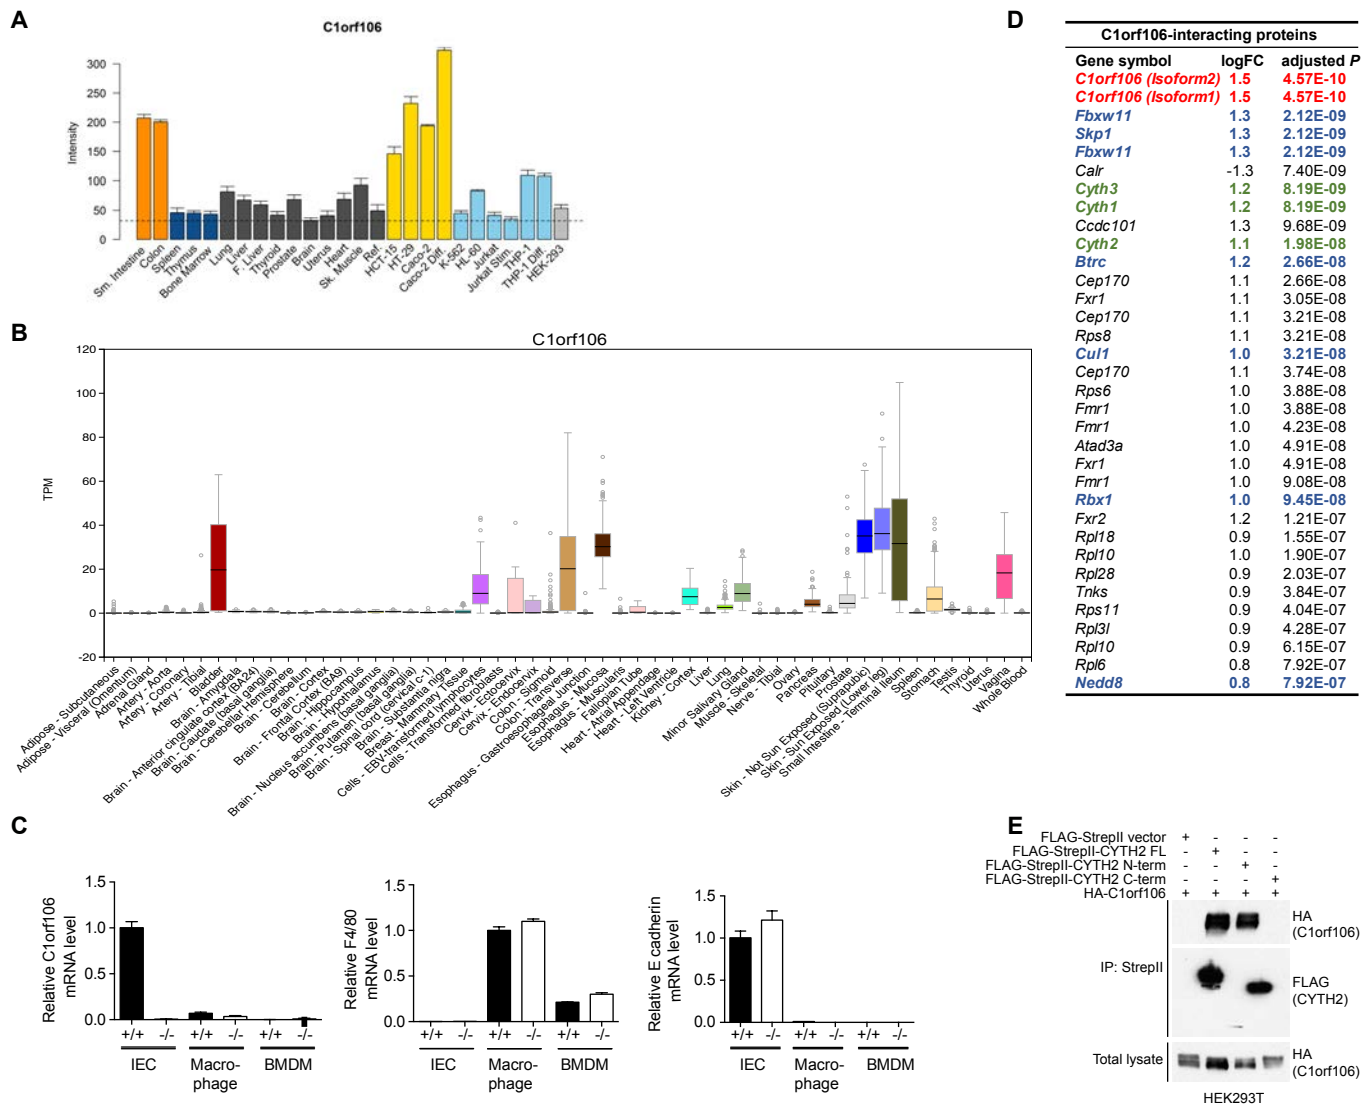 A
C1orf106
Intensity
300
250
200
150
100
50
0
Sm. Intestine
Colon
Spleen
Thymus
Bone Marrow
Lung
Liver
F. Liver
Thyroid
Prostate
Brain
Uterus
Heart
Sk. Muscle
Ref.
HCT-15
HT-29
Caco-2
Caco-2 Diff.
K-562
HL-60
Jurkat
Jurkat Stim.
THP-1
THP-1 Diff.
HEK-293
B
C1orf106
TPM
120
100
80
60
40
20
0
-20
Adipose - Subcutaneous
Adipose - Visceral (Omentum)
Adrenal Gland
Artery - Aorta
Artery - Coronary
Artery - Tibial
Bladder
Brain - Amygdala
Brain - Anterior cingulate cortex (BA24)
Brain - Caudate (basal ganglia)
Brain - Cerebellar Hemisphere
Brain - Cerebellum
Brain - Cortex
Brain - Frontal Cortex (BA9)
Brain - Hippocampus
Brain - Hypothalamus
Brain - Nucleus accumbens (basal ganglia)
Brain - Putamen (basal ganglia)
Brain - Spinal cord (cervical c-1)
Brain - Substantia nigra
Breast - Mammary Tissue
Cells - EBV-transformed lymphocytes
Cells - Transformed fibroblasts
Cervix - Ectocervix
Cervix - Endocervix
Colon - Sigmoid
Colon - Transverse
Esophagus - Gastroesophageal Junction
Esophagus - Mucosa
Esophagus - Muscularis
Fallopian Tube
Heart - Atrial Appendage
Heart - Left Ventricle
Kidney - Cortex
Liver
Lung
Minor Salivary Gland
Muscle - Skeletal
Nerve - Tibial
Ovary
Pancreas
Pituitary
Prostate
Skin - Not Sun Exposed (Suprapubic)
Skin - Sun Exposed (Lower leg)
Small Intestine - Terminal Ileum
Spleen
Stomach
Testis
Thyroid
Uterus
Vagina
Whole Blood
C
Relative C1orf106
mRNA level
1.5
1.0
0.5
0.0
+/+ -/- +/+ -/- +/+ -/-
IEC Macro-phage BMDM
Relative F4/80
mRNA level
1.5
1.0
0.5
0.0
+/+ -/- +/+ -/- +/+ -/-
IEC Macro-phage BMDM
Relative E cadherin
mRNA level
1.5
1.0
0.5
0.0
+/+ -/- +/+ -/- +/+ -/-
IEC Macro-phage BMDM
D
C1orf106-interacting proteins
Gene symbol logFC adjusted P
C1orf106 (Isoform2) 1.5 4.57E-10
C1orf106 (Isoform1) 1.5 4.57E-10
Fbxw11 1.3 2.12E-09
Skp1 1.3 2.12E-09
Fbxw11 1.3 2.12E-09
Calr -1.3 7.40E-09
Cyth3 1.2 8.19E-09
Cyth1 1.2 8.19E-09
Ccdc101 1.3 9.68E-09
Cyth2 1.1 1.98E-08
Btrc 1.2 2.66E-08
Cep170 1.1 2.66E-08
Fxr1 1.1 3.05E-08
Cep170 1.1 3.21E-08
Rps8 1.1 3.21E-08
Cul1 1.0 3.21E-08
Cep170 1.1 3.74E-08
Rps6 1.0 3.88E-08
Fmr1 1.0 3.88E-08
Fmr1 1.0 4.23E-08
Atad3a 1.0 4.91E-08
Fxr1 1.0 4.91E-08
Fmr1 1.0 9.08E-08
Rbx1 1.0 9.45E-08
Fxr2 1.2 1.21E-07
Rpl18 0.9 1.55E-07
Rpl10 1.0 1.90E-07
Rpl28 0.9 2.03E-07
Tnks 0.9 3.84E-07
Rps11 0.9 4.04E-07
Rpl3l 0.9 4.28E-07
Rpl10 0.9 6.15E-07
Rpl6 0.8 7.92E-07
Nedd8 0.8 7.92E-07
E
FLAG-StrepII vector + - - -
FLAG-StrepII-CYTH2 FL - + - -
FLAG-StrepII-CYTH2 N-term - - + -
FLAG-StrepII-CYTH2 C-term - - - +
HA-C1orf106 + + + +
IP: StrepII
HA
(C1orf106)
FLAG
(CYTH2)
Total lysate
HA
(C1orf106)
HEK293T